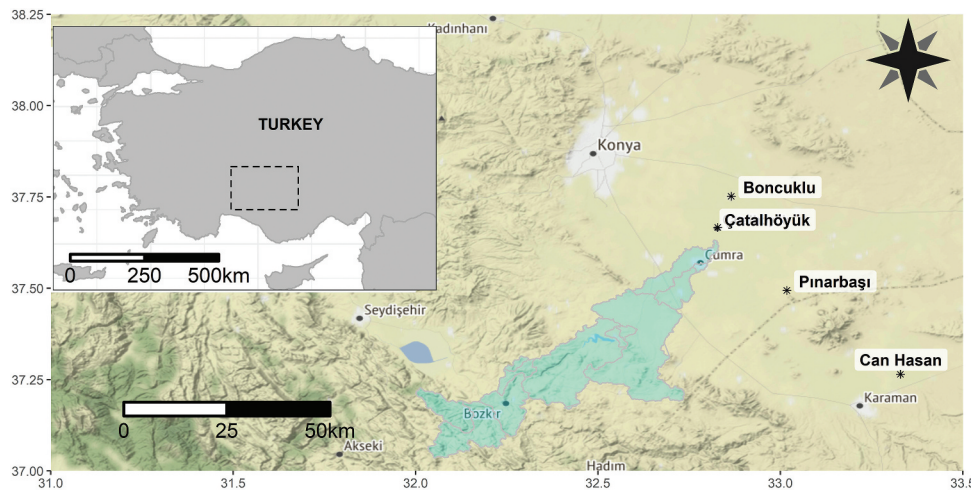 38.25
38.00
37.75
37.50
37.25
37.00
31.0
31.5
32.0
32.5
33.0
33.5
TURKEY
0 250 500km
Kadınhanı
Konya
Boncuklu
Çatalhöyük
Çumra
Pınarbaşı
Seydişehir
Can Hasan
Karaman
Bozkır
0 25 50km
Akseki
Hadım